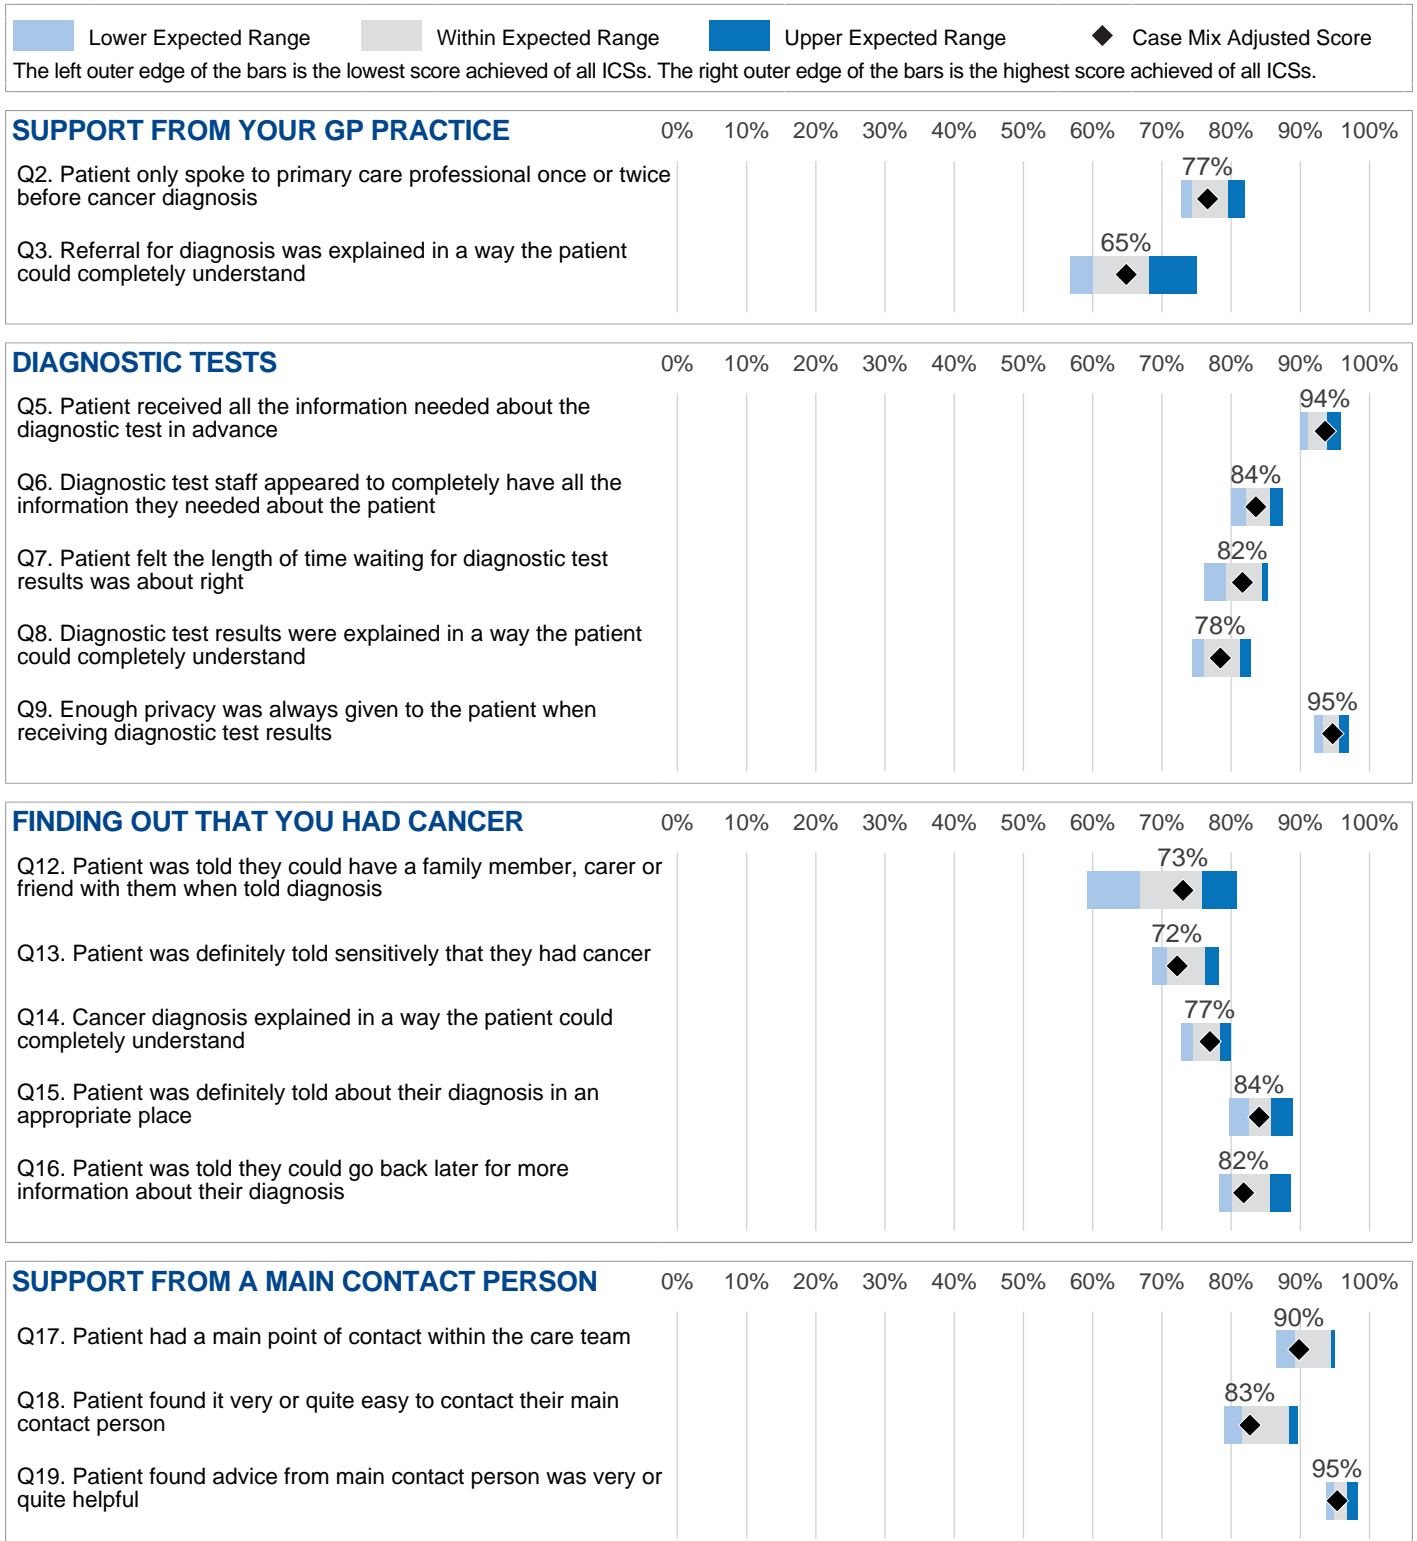 Lower Expected Range Within Expected Range Upper Expected Range Case Mix Adjusted Score
The left outer edge of the bars is the lowest score achieved of all ICSs. The right outer edge of the bars is the highest score achieved of all ICSs.
SUPPORT FROM YOUR GP PRACTICE 0% 10% 20% 30% 40% 50% 60% 70% 80% 90% 100%
77%
Q2. Patient only spoke to primary care professional once or twice
before cancer diagnosis
65%
Q3. Referral for diagnosis was explained in a way the patient
could completely understand
DIAGNOSTIC TESTS 0% 10% 20% 30% 40% 50% 60% 70% 80% 90% 100%
94%
Q5. Patient received all the information needed about the
diagnostic test in advance
84%
Q6. Diagnostic test staff appeared to completely have all the
information they needed about the patient
82%
Q7. Patient felt the length of time waiting for diagnostic test
results was about right
78%
Q8. Diagnostic test results were explained in a way the patient
could completely understand
95%
Q9. Enough privacy was always given to the patient when
receiving diagnostic test results
FINDING OUT THAT YOU HAD CANCER 0% 10% 20% 30% 40% 50% 60% 70% 80% 90% 100%
73%
Q12. Patient was told they could have a family member, carer or
friend with them when told diagnosis
72%
Q13. Patient was definitely told sensitively that they had cancer
77%
Q14. Cancer diagnosis explained in a way the patient could
completely understand
84%
Q15. Patient was definitely told about their diagnosis in an
appropriate place
82%
Q16. Patient was told they could go back later for more
information about their diagnosis
SUPPORT FROM A MAIN CONTACT PERSON 0% 10% 20% 30% 40% 50% 60% 70% 80% 90% 100%
90%
Q17. Patient had a main point of contact within the care team
83%
Q18. Patient found it very or quite easy to contact their main
contact person
95%
Q19. Patient found advice from main contact person was very or
quite helpful